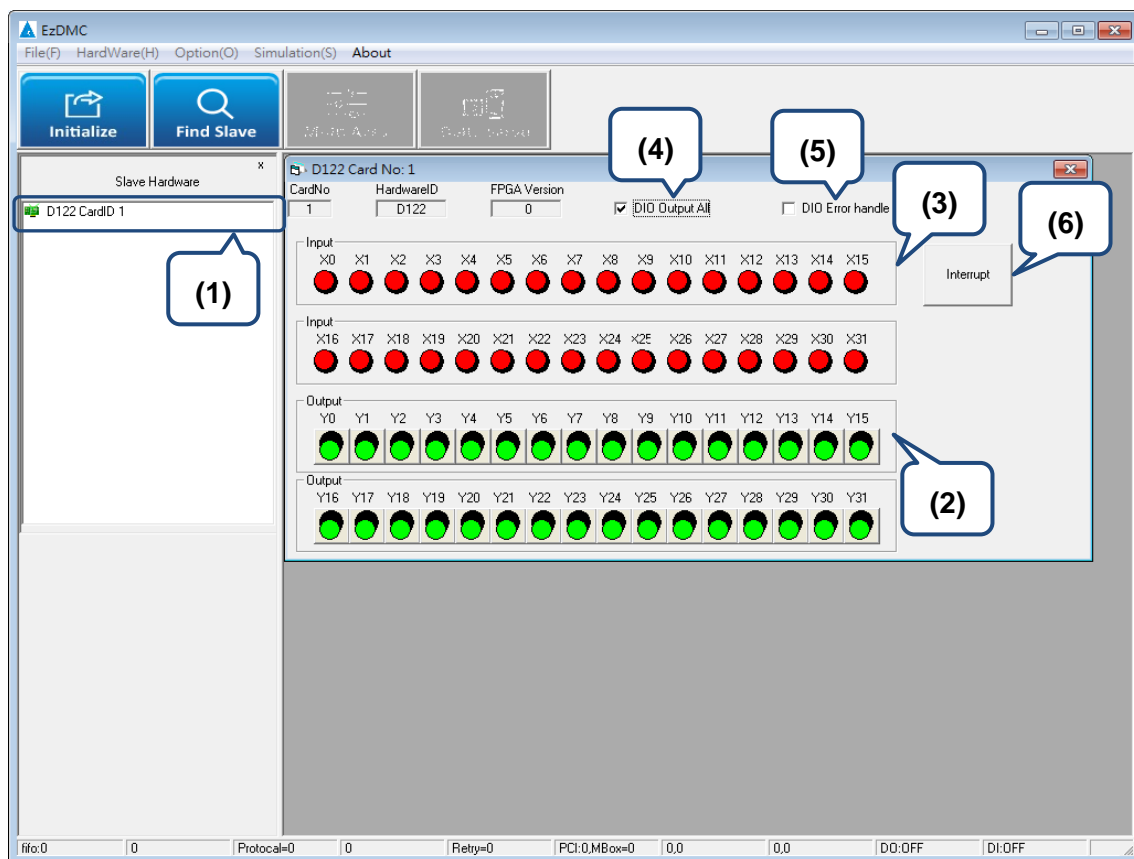 EzDMC
File(F) HardWare(H) Option(O) Simulation(S) About
Initialize Find Slave
x
Slave Hardware
D122 CardID 1
(1)
D122 Card No: 1
(4)
(5)
CardNo HardwareID FPGA Version
1 D122 0 DIO Output All DIO Error handle
(3)
(6)
Interrupt
Input
X0 X1 X2 X3 X4 X5 X6 X7 X8 X9 X10 X11 X12 X13 X14 X15
Input
X16 X17 X18 X19 X20 X21 X22 X23 X24 X25 X26 X27 X28 X29 X30 X31
Output
Y0 Y1 Y2 Y3 Y4 Y5 Y6 Y7 Y8 Y9 Y10 Y11 Y12 Y13 Y14 Y15
(2)
Output
Y16 Y17 Y18 Y19 Y20 Y21 Y22 Y23 Y24 Y25 Y26 Y27 Y28 Y29 Y30 Y31
fifo:0 0 Protocal=0 0 Retry=0 PCI:0,MBox=0 0,0 0,0 DO:OFF DI:OFF